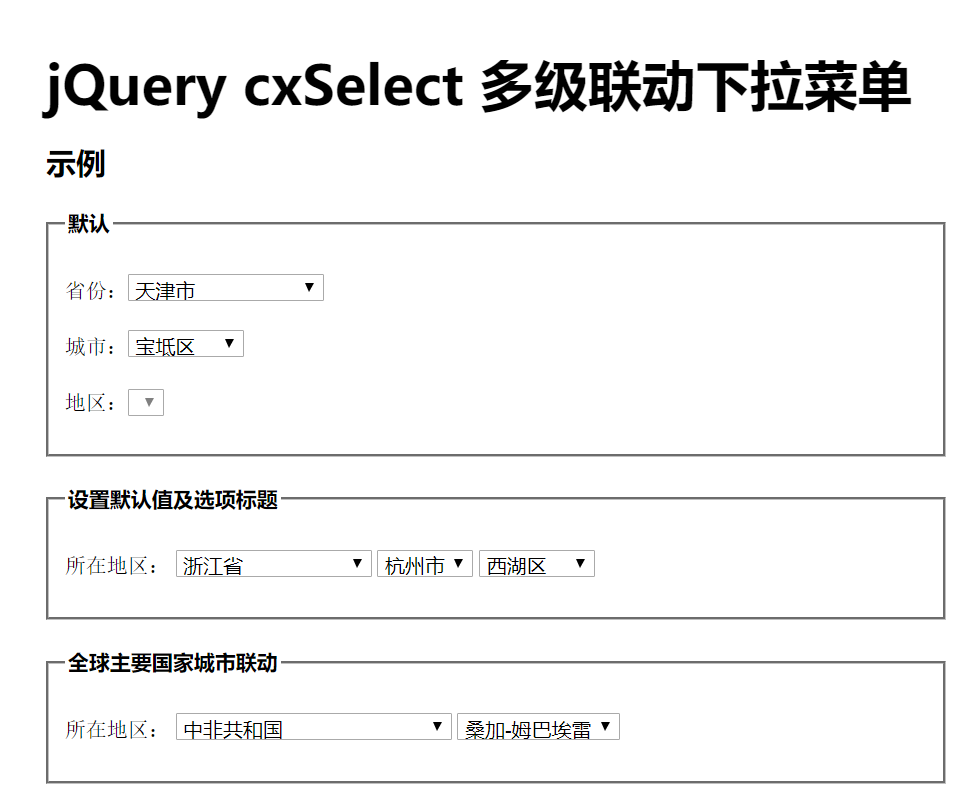 jQuery cxSelect 多级联动下拉菜单
示例
默认
省份： 天津市
城市： 宝坻区
地区：
设置默认值及选项标题
所在地区： 浙江省 杭州市 西湖区
全球主要国家城市联动
所在地区： 中非共和国 桑加-姆巴埃雷